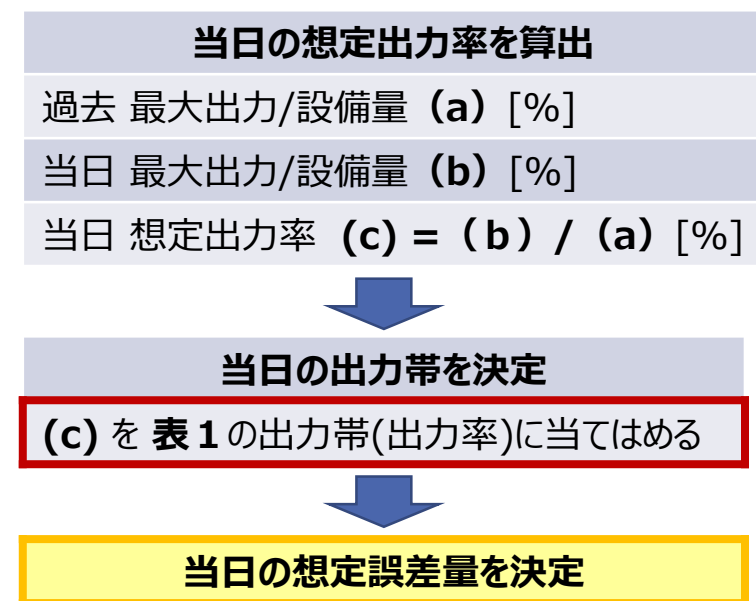 当日の想定出力率を算出
過去 最大出力/設備量（a）[%]
当日 最大出力/設備量（b）[%]
当日 想定出力率 (c) =（ｂ）/（a）[%]
当日の出力帯を決定
(c) を 表１の出力帯(出力率)に当てはめる
当日の想定誤差量を決定